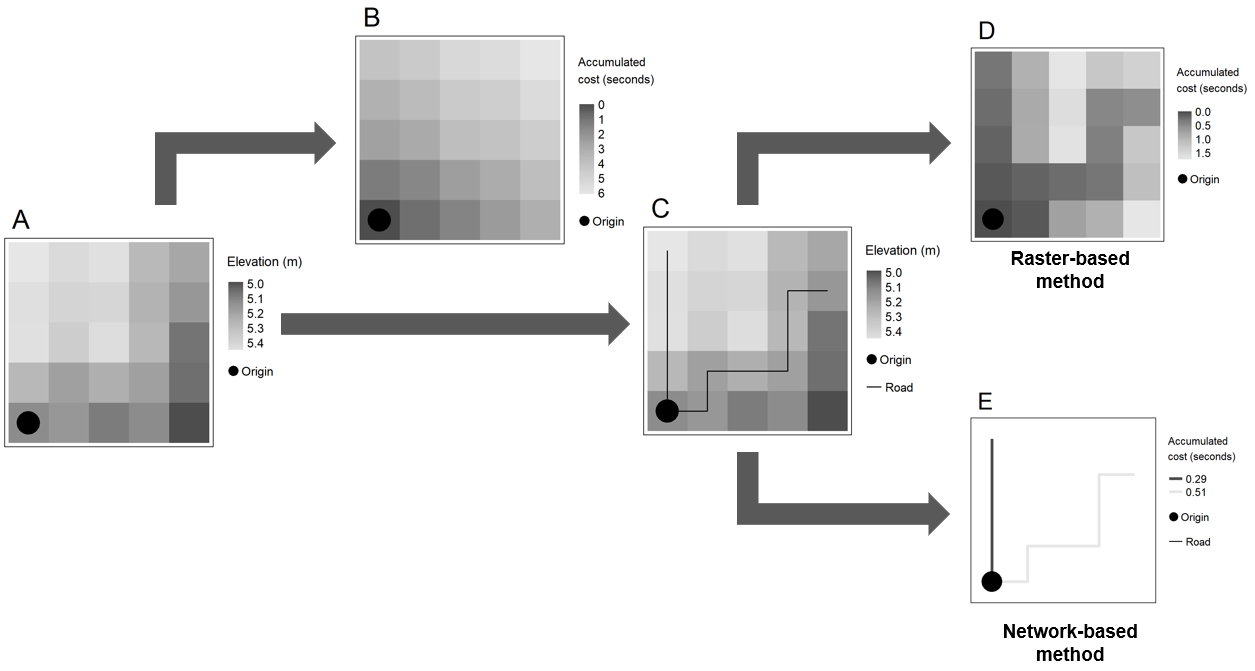 A
Elevation (m)
5.0
5.1
5.2
5.3
5.4
Origin
B
Accumulated
cost (seconds)
0
1
2
3
4
5
6
Origin
C
Elevation (m)
5.0
5.1
5.2
5.3
5.4
Origin
Road
D
Accumulated
cost (seconds)
0.0
0.5
1.0
1.5
Origin
Raster-based
method
E
Accumulated
cost (seconds)
0.29
0.51
Origin
Road
Network-based
method